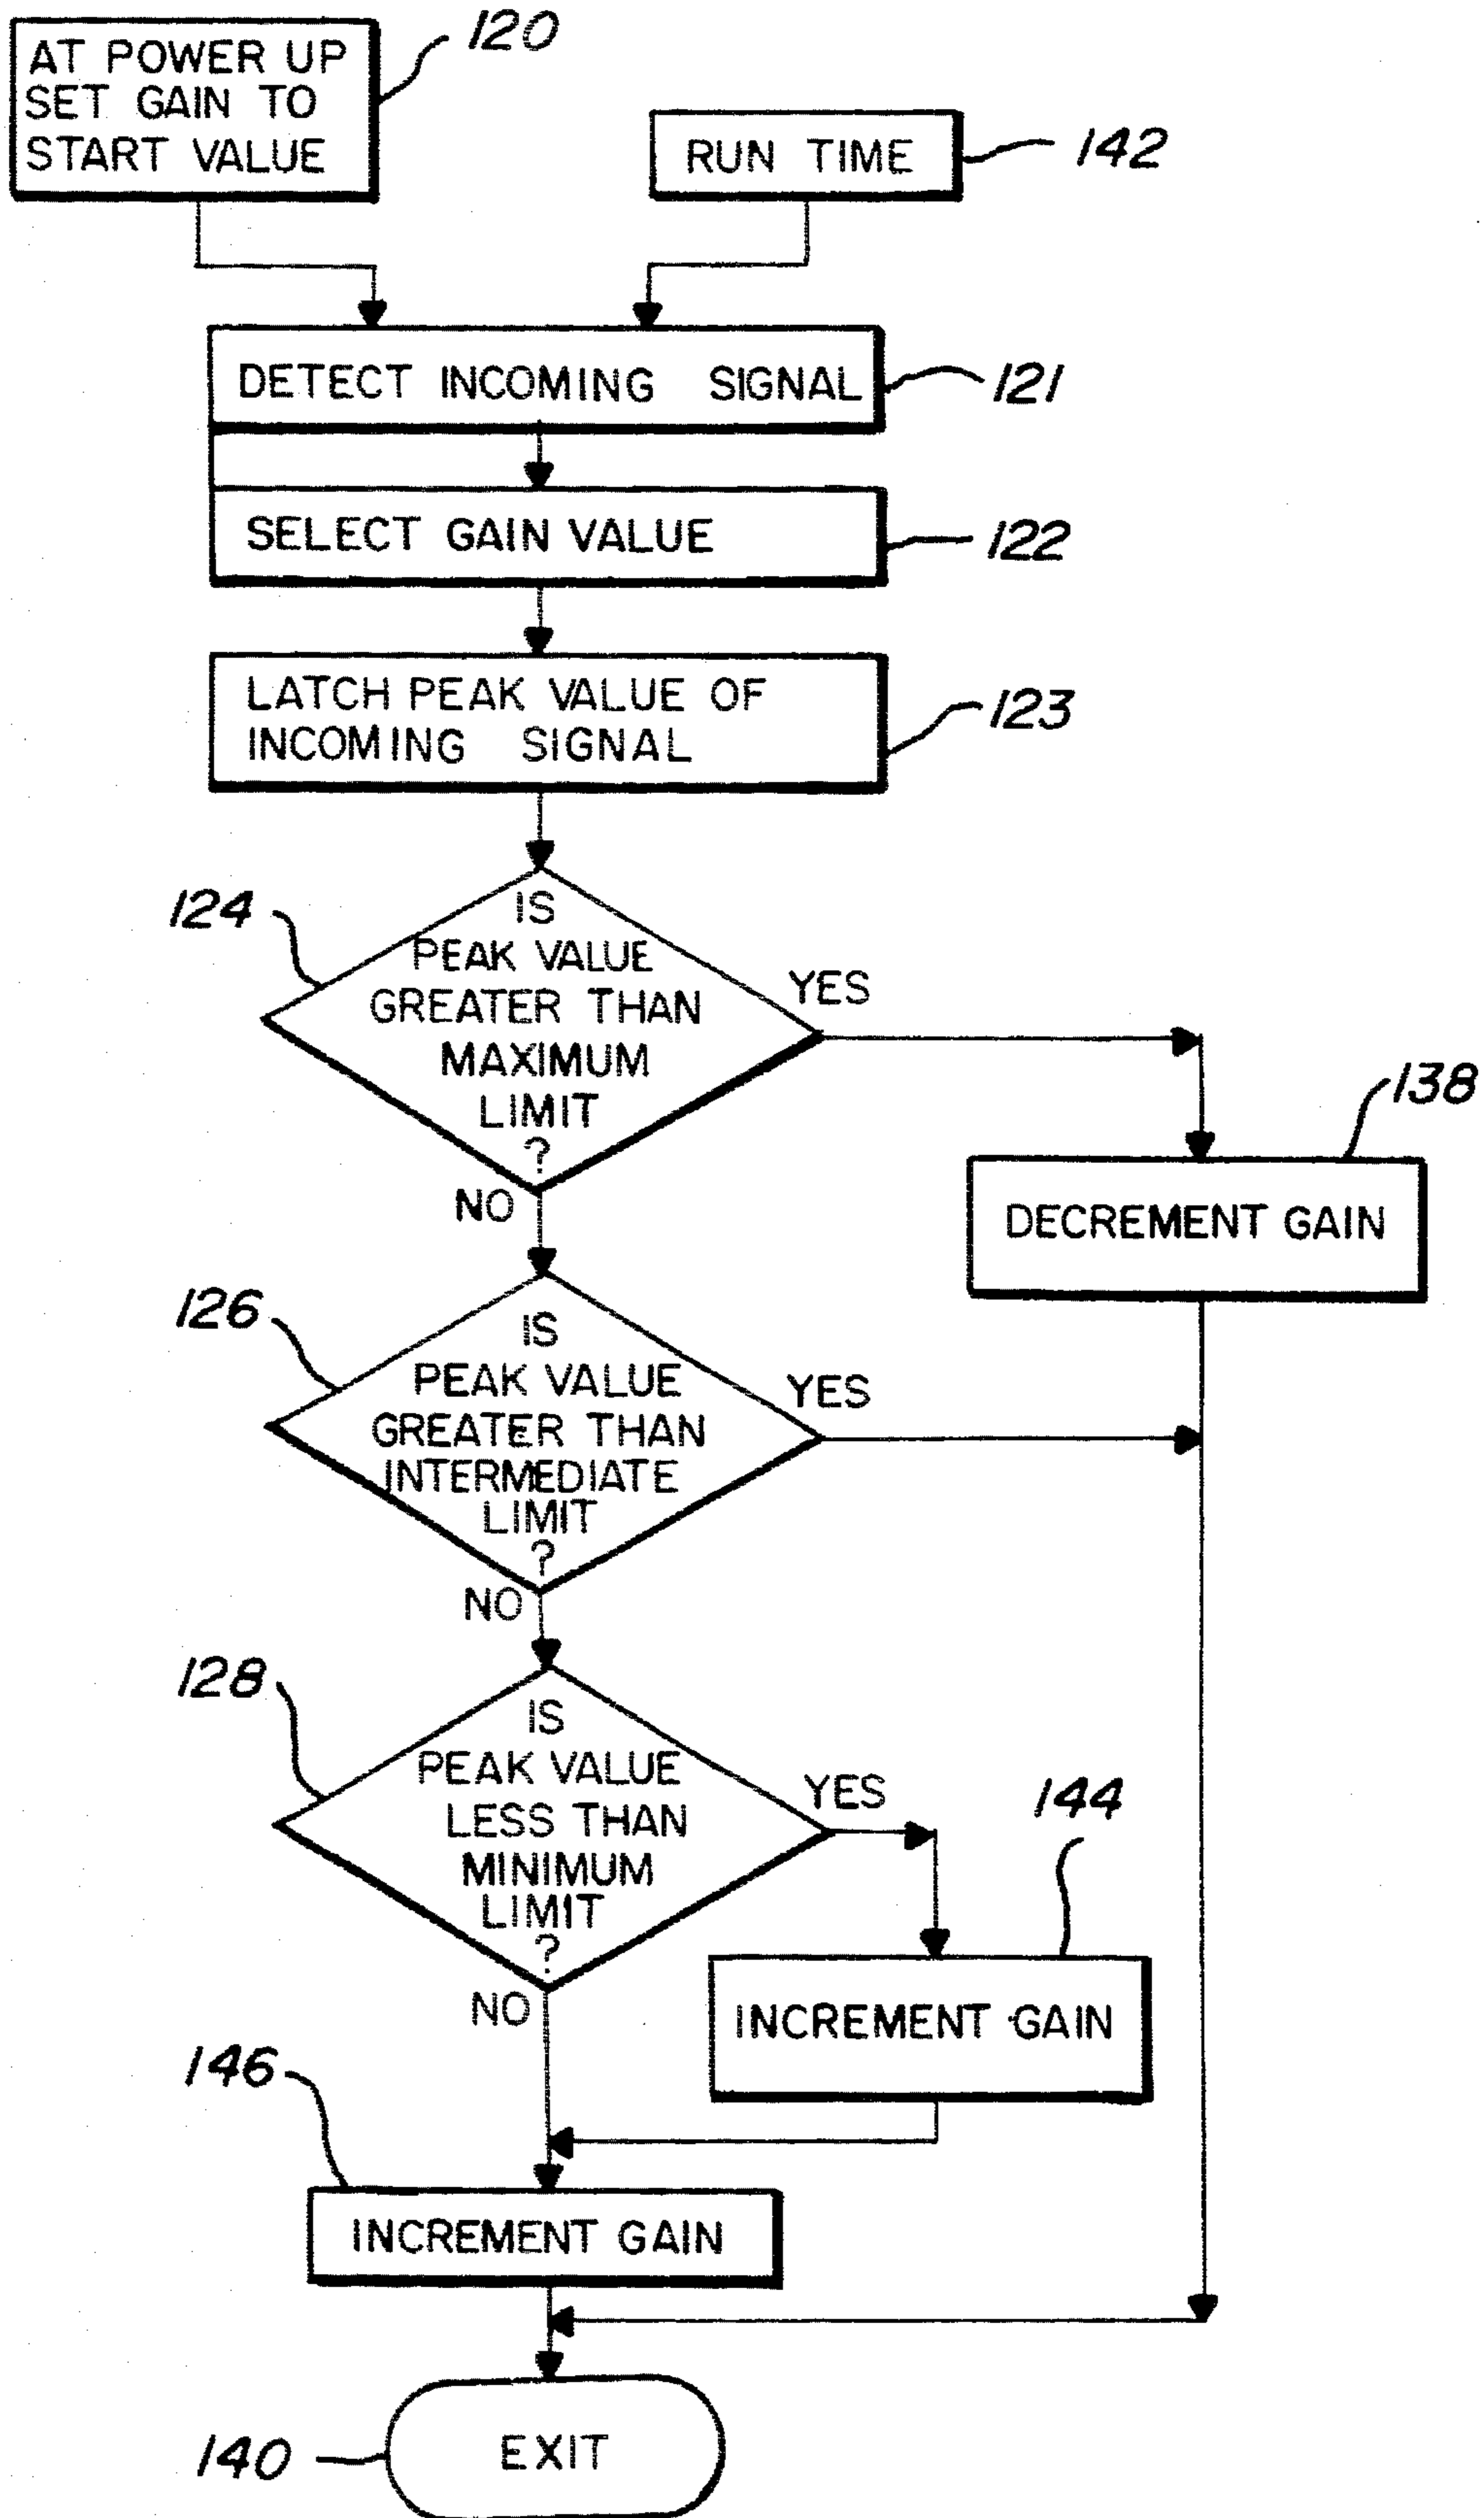 AT POWER UP
SET GAIN TO
START VALUE
120
RUN TIME
142
DETECT INCOMING SIGNAL
121
SELECT GAIN VALUE
122
LATCH PEAK VALUE OF
INCOMING SIGNAL
123
124
IS
PEAK VALUE
GREATER THAN
MAXIMUM
LIMIT
?
YES
NO
138
DECREMENT GAIN
126
IS
PEAK VALUE
GREATER THAN
INTERMEDIATE
LIMIT
?
YES
NO
128
IS
PEAK VALUE
LESS THAN
MINIMUM
LIMIT
?
YES
NO
144
INCREMENT GAIN
146
INCREMENT GAIN
140
EXIT